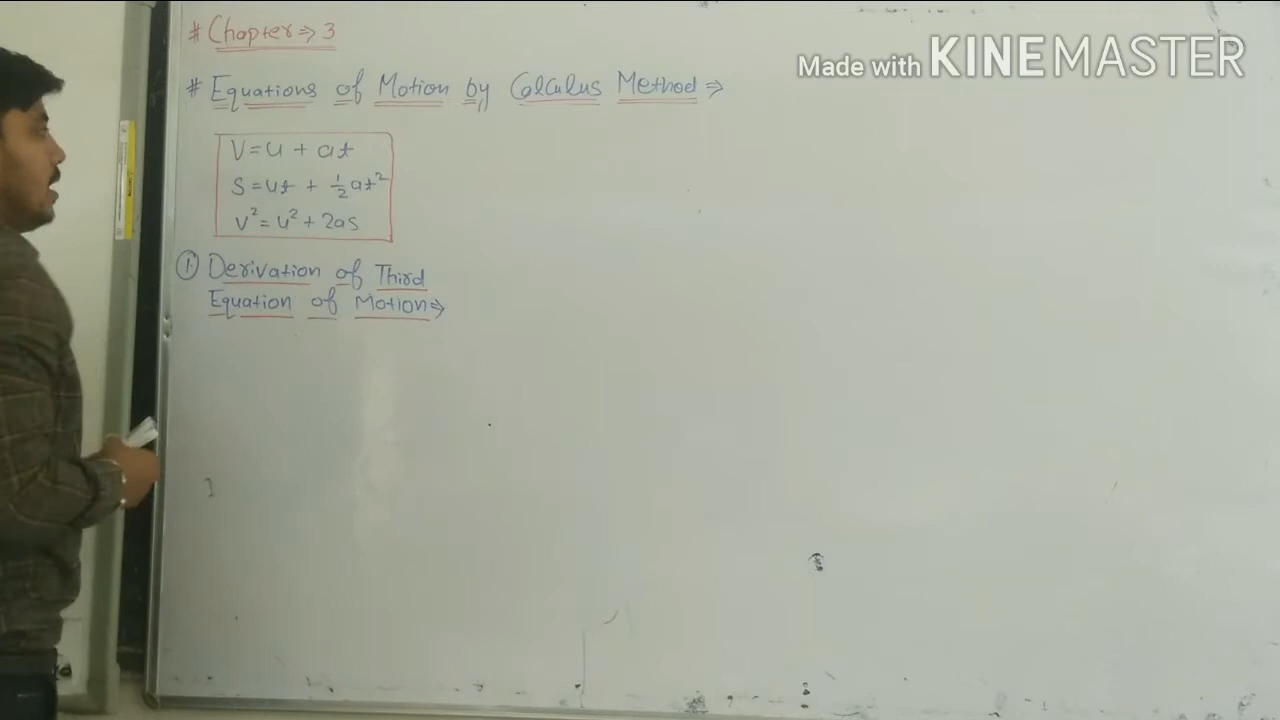 # Chapter ⇒ 3
Made with KINEMASTER
# Equations of Motion by Calculus Method ⇒
V = u + at
S = ut + ½at²
v² = u² + 2as
① Derivation of Third
Equation of Motion ⇒